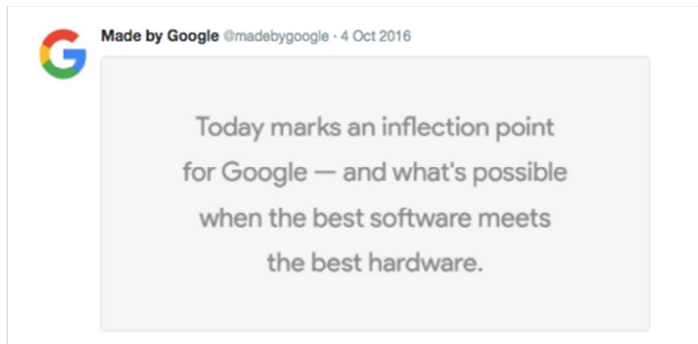 Made by Google @madebygoogle · 4 Oct 2016
Today marks an inflection point
for Google — and what's possible
when the best software meets
the best hardware.